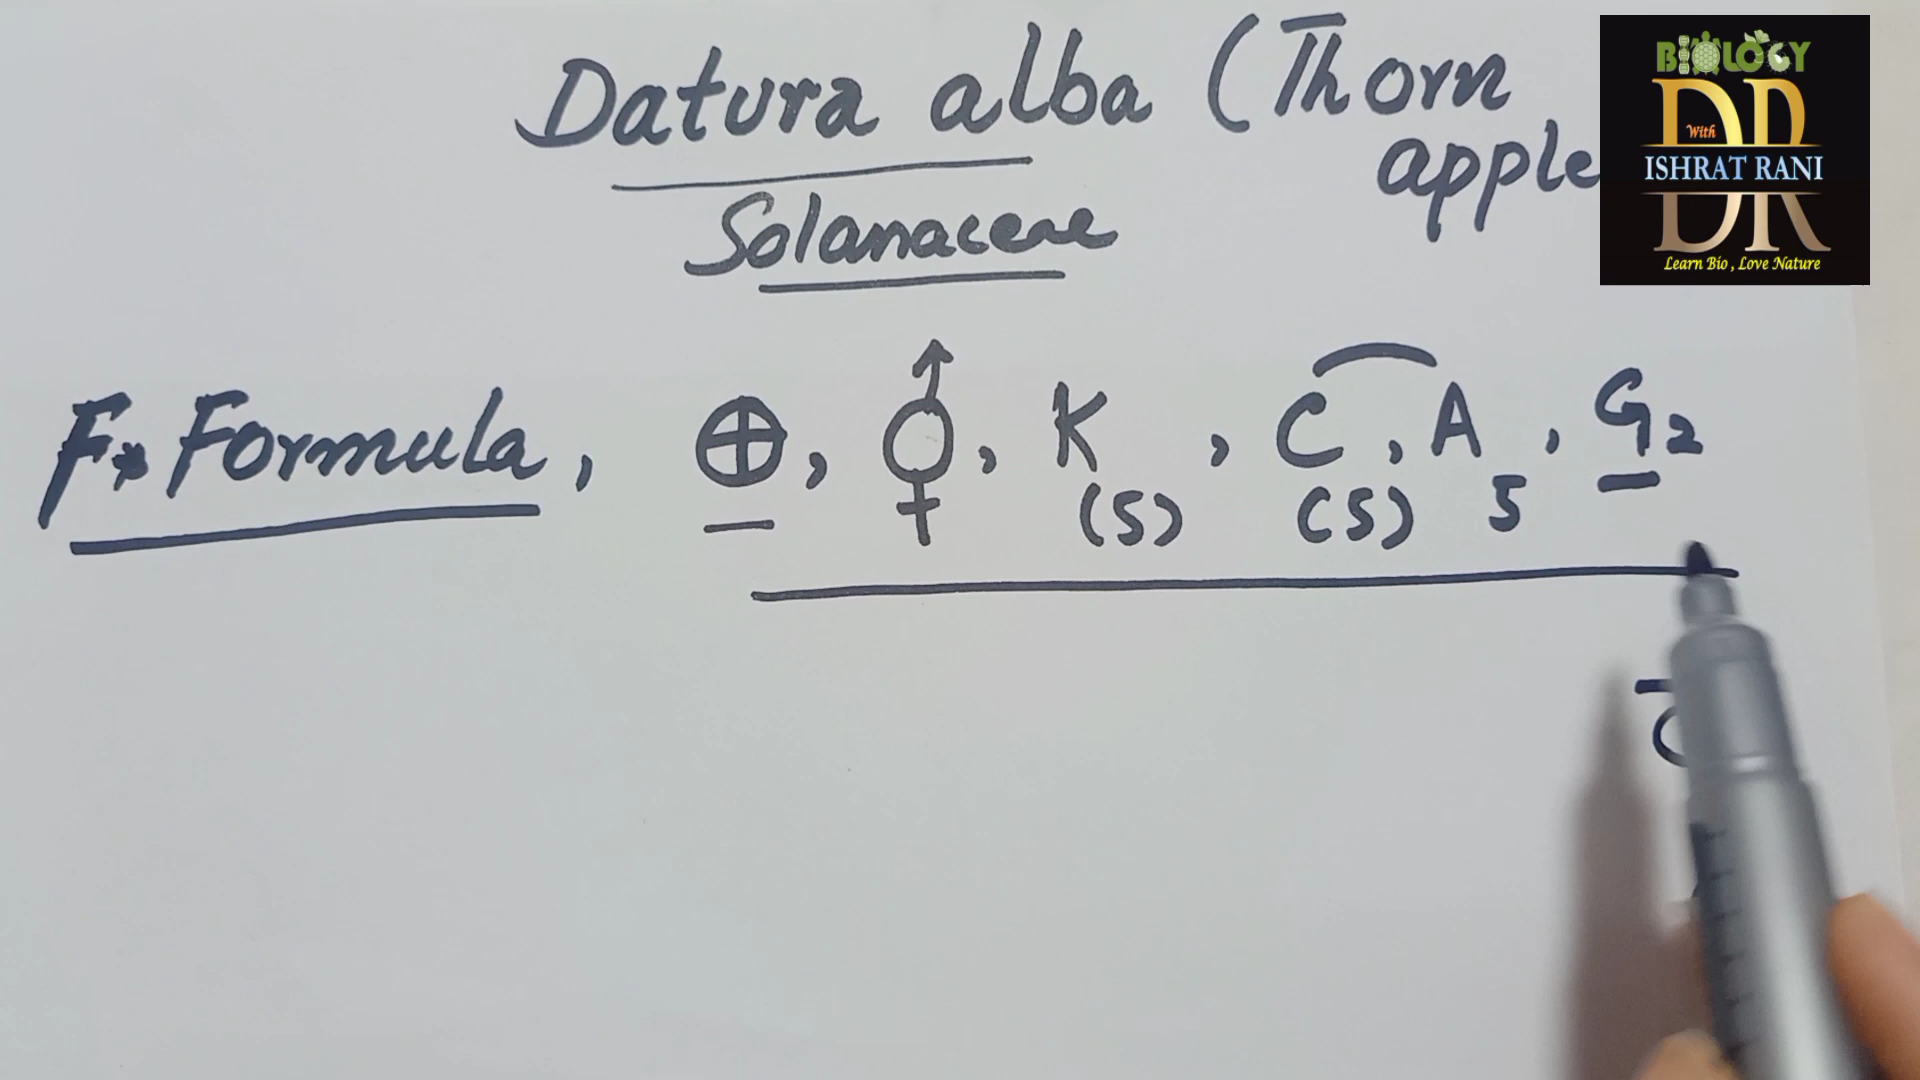 Datura alba (Thorn
apple
Solanaceae
F. Formula, ⊕, ⚥, K(5), C(5), A5, G2
BIOLOGY
With
DR
ISHRAT RANI
Learn Bio, Love Nature